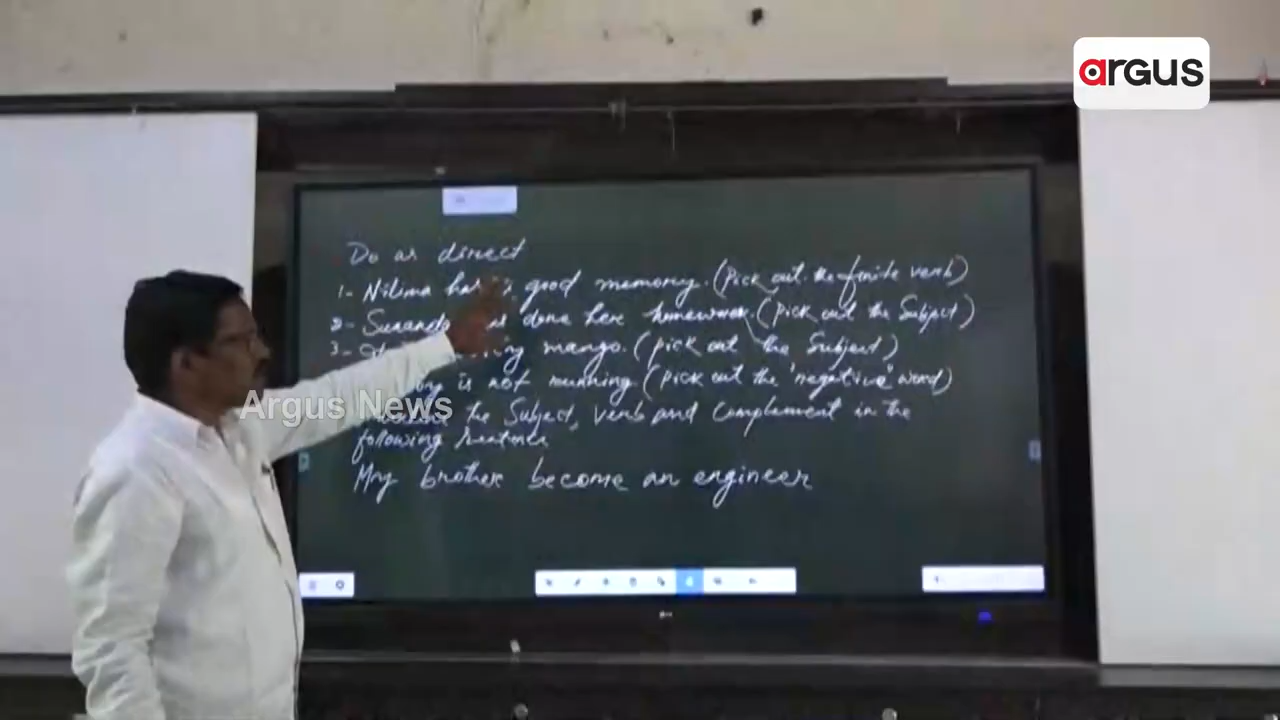 argus
Do as direct
1- Nilima has good memory. (Pick out the finite verb)
2- done here homework. (pick out the Subject)
3- mango. (pick out the Subject)
is not running (pick out the "negative" word)
the Subject, verb and Complement in the
following
My brother become an engineer
Argus News